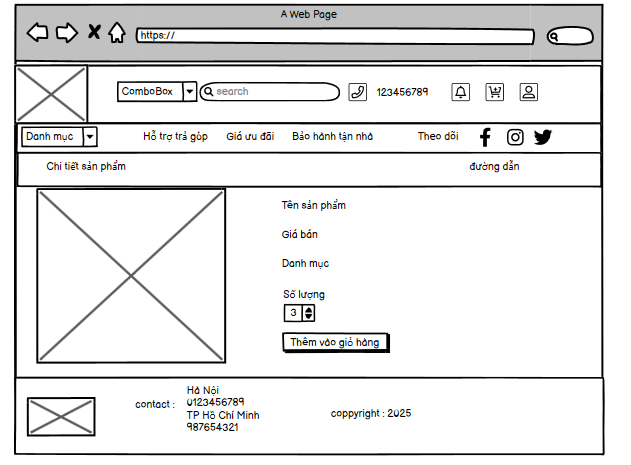 A Web Page
https://
ComboBox
search
123456789
Danh mục
Hỗ trợ trả góp
Giá ưu đãi
Bảo hành tận nhà
Theo dõi
Chi tiết sản phẩm
đường dẫn
Tên sản phẩm
Giá bán
Danh mục
Số lượng
3
Thêm vào giỏ hàng
contact :
Hà Nội
0123456789
TP Hồ Chí Minh
987654321
coppyright : 2025